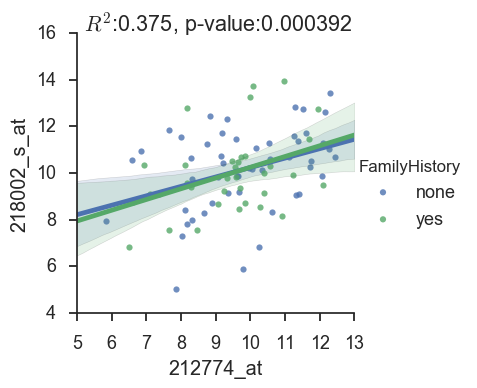 R²:0.375, p-value:0.000392
16
14
12
10
8
6
4
218002_s_at
5 6 7 8 9 10 11 12 13
212774_at
FamilyHistory
none
yes